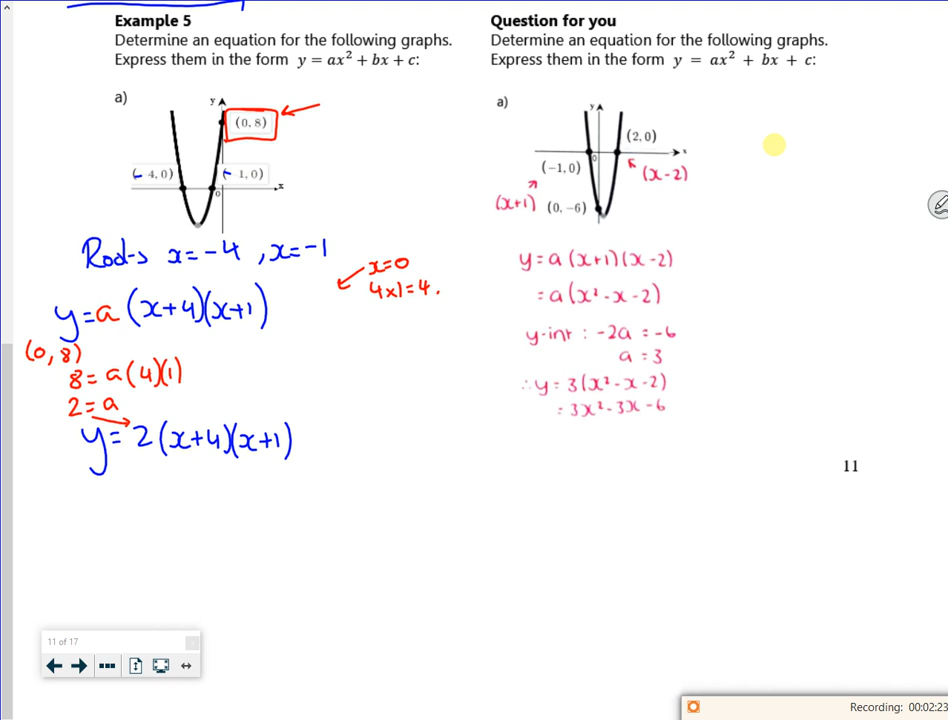 Example 5
Determine an equation for the following graphs.
Express them in the form y = ax² + bx + c:
a)
y
(0, 8)
(- 4, 0)
(- 1, 0)
0
x
Roots x = -4 , x = -1
x=0
4x1=4.
y=a(x+4)(x+1)
(0, 8)
8 = a(4)(1)
2 = a
y = 2(x+4)(x+1)
Question for you
Determine an equation for the following graphs.
Express them in the form y = ax² + bx + c:
a)
y
(2, 0)
x
0
(-1, 0)
(x-2)
(x+1)
(0, -6)
y = a(x+1)(x-2)
= a(x²-x-2)
y-int : -2a = -6
a = 3
∴ y = 3(x²-x-2)
= 3x²-3x-6
11
11 of 17
Recording: 00:02:23